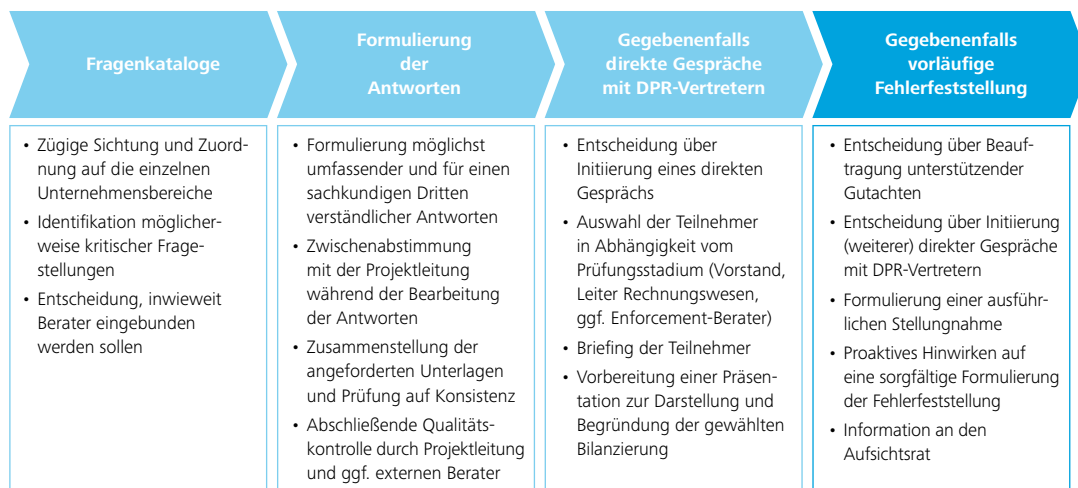 Fragenkataloge
Formulierung
der
Antworten
Gegebenenfalls
direkte Gespräche
mit DPR-Vertretern
Gegebenenfalls
vorläufige
Fehlerfeststellung
• Zügige Sichtung und Zuord-
nung auf die einzelnen
Unternehmensbereiche
• Identifikation möglicher-
weise kritischer Frage-
stellungen
• Entscheidung, inwieweit
Berater eingebunden
werden sollen
• Formulierung möglichst
umfassender und für einen
sachkundigen Dritten
verständlicher Antworten
• Zwischenabstimmung
mit der Projektleitung
während der Bearbeitung
der Antworten
• Zusammenstellung der
angeforderten Unterlagen
und Prüfung auf Konsistenz
• Abschließende Qualitäts-
kontrolle durch Projektleitung
und ggf. externen Berater
• Entscheidung über
Initiierung eines direkten
Gesprächs
• Auswahl der Teilnehmer
in Abhängigkeit vom
Prüfungsstadium (Vorstand,
Leiter Rechnungswesen,
ggf. Enforcement-Berater)
• Briefing der Teilnehmer
• Vorbereitung einer Präsen-
tation zur Darstellung und
Begründung der gewählten
Bilanzierung
• Entscheidung über Beauf-
tragung unterstützender
Gutachten
• Entscheidung über Initiierung
(weiterer) direkter Gespräche
mit DPR-Vertretern
• Formulierung einer ausführ-
lichen Stellungnahme
• Proaktives Hinwirken auf
eine sorgfältige Formulierung
der Fehlerfeststellung
• Information an den
Aufsichtsrat